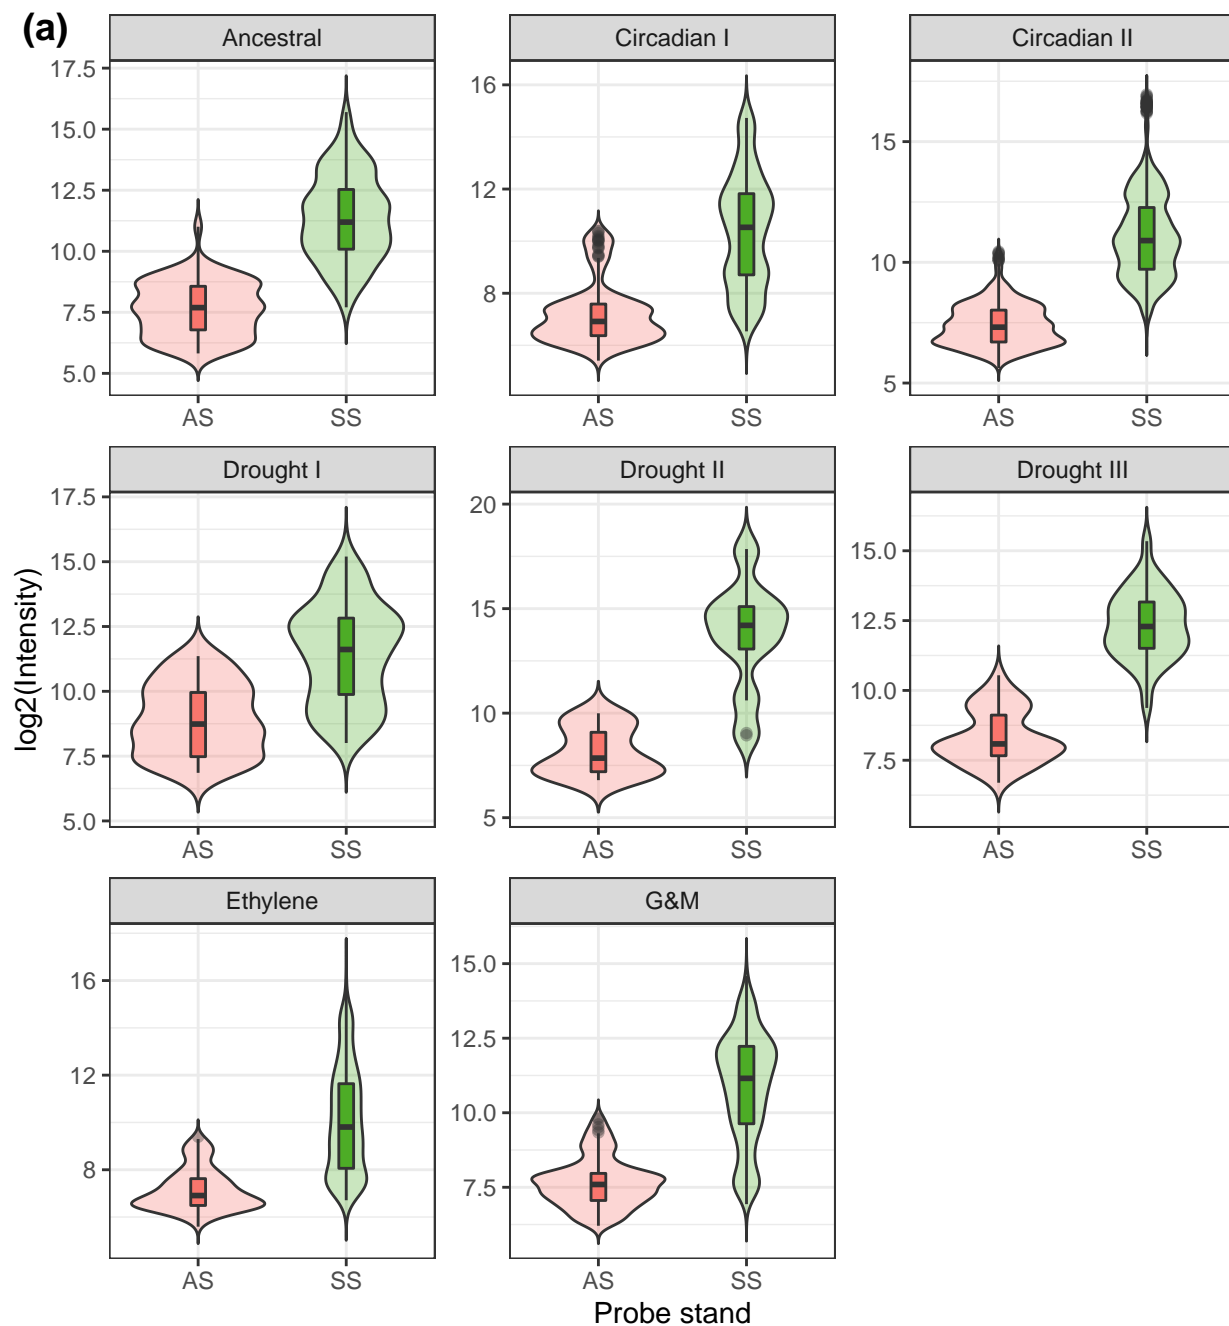 (a)
Ancestral
Circadian I
Circadian II
17.5
15.0
12.5
10.0
7.5
5.0
16
12
8
15
10
5
AS
SS
AS
SS
AS
SS
Drought I
Drought II
Drought III
log2(Intensity)
17.5
15.0
12.5
10.0
7.5
5.0
20
15
10
5
15.0
12.5
10.0
7.5
AS
SS
AS
SS
AS
SS
Ethylene
G&M
16
12
8
15.0
12.5
10.0
7.5
AS
SS
AS
SS
Probe stand